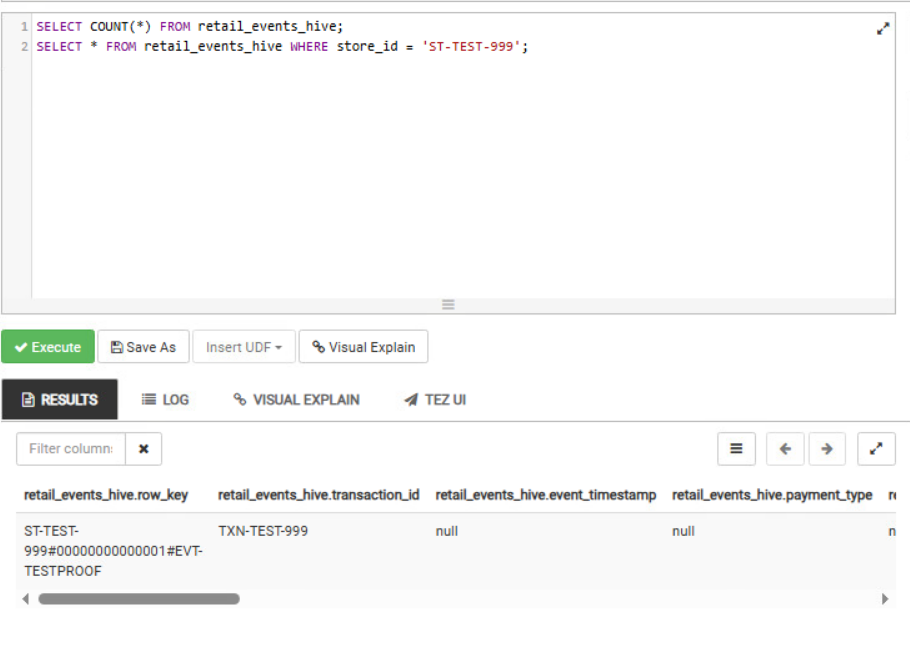 1 SELECT COUNT(*) FROM retail_events_hive;
2 SELECT * FROM retail_events_hive WHERE store_id = 'ST-TEST-999';
Execute Save As Insert UDF Visual Explain
RESULTS LOG VISUAL EXPLAIN TEZ UI
Filter column:
retail_events_hive.row_key retail_events_hive.transaction_id retail_events_hive.event_timestamp retail_events_hive.payment_type
ST-TEST- TXN-TEST-999 null null
999#00000000000001#EVT-
TESTPROOF